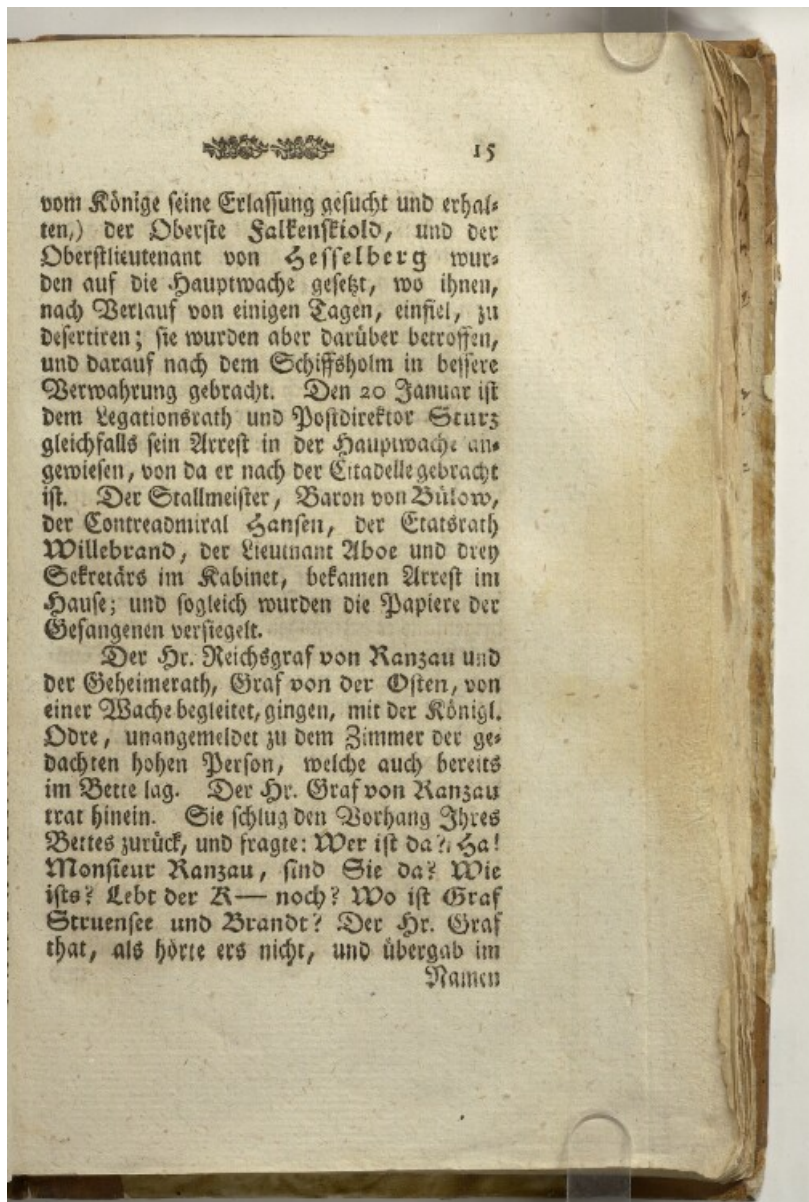 15
vom Könige seine Erlassung gesucht und erhal-
ten,) der Oberste Falkenskiold, und der
Oberstlieutenant von Hesselberg wur-
den auf die Hauptwache gesetzt, wo ihnen,
nach Verlauf von einigen Tagen, einfiel, zu
desertiren; sie wurden aber darüber betroffen,
und darauf nach dem Schiffsholm in bessere
Verwahrung gebracht. Den 20 Januar ist
dem Legationsrath und Postdirektor Sturz
gleichfalls sein Arrest in der Hauptwache an-
gewiesen, von da er nach der Citadelle gebracht
ist. Der Stallmeister, Baron von Bülow,
der Contreadmiral Hansen, der Etatsrath
Willebrand, der Lieutnant Aboe und drey
Sekretärs im Kabinet, bekamen Arrest im
Hause; und sogleich wurden die Papiere der
Gefangenen versiegelt.
Der Hr. Reichsgraf von Ranzau und
der Geheimerath, Graf von der Osten, von
einer Wache begleitet, gingen, mit der Königl.
Odre, unangemeldet zu dem Zimmer der ge-
dachten hohen Person, welche auch bereits
im Bette lag. Der Hr. Graf von Ranzau
trat hinein. Sie schlug den Vorhang Ihres
Bettes zurück, und fragte: Wer ist da? Ha!
Monsieur Ranzau, sind Sie da? Wie
ists? Lebt der K— noch? Wo ist Graf
Struensee und Brandt? Der Hr. Graf
that, als hörte ers nicht, und übergab im
Namen